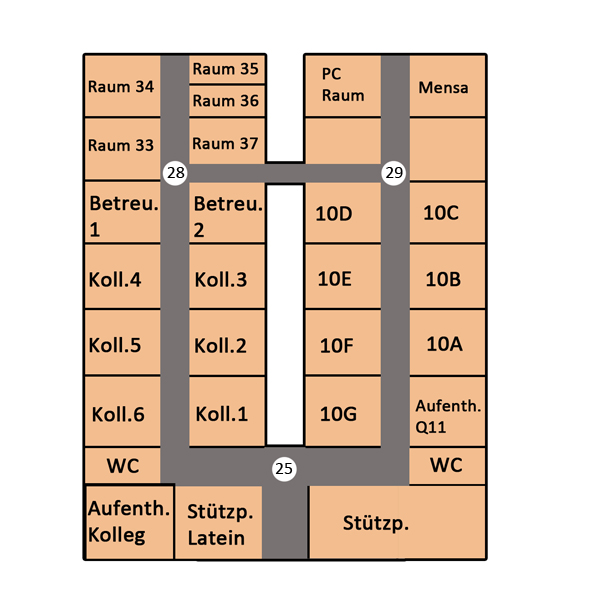 Raum 34
Raum 35
Raum 36
PC
Raum
Mensa
Raum 33
Raum 37
28
29
Betreu.
1
Betreu.
2
10D
10C
Koll.4
Koll.3
10E
10B
Koll.5
Koll.2
10F
10A
Koll.6
Koll.1
10G
Aufenth.
Q11
WC
25
WC
Aufenth.
Kolleg
Stützp.
Latein
Stützp.